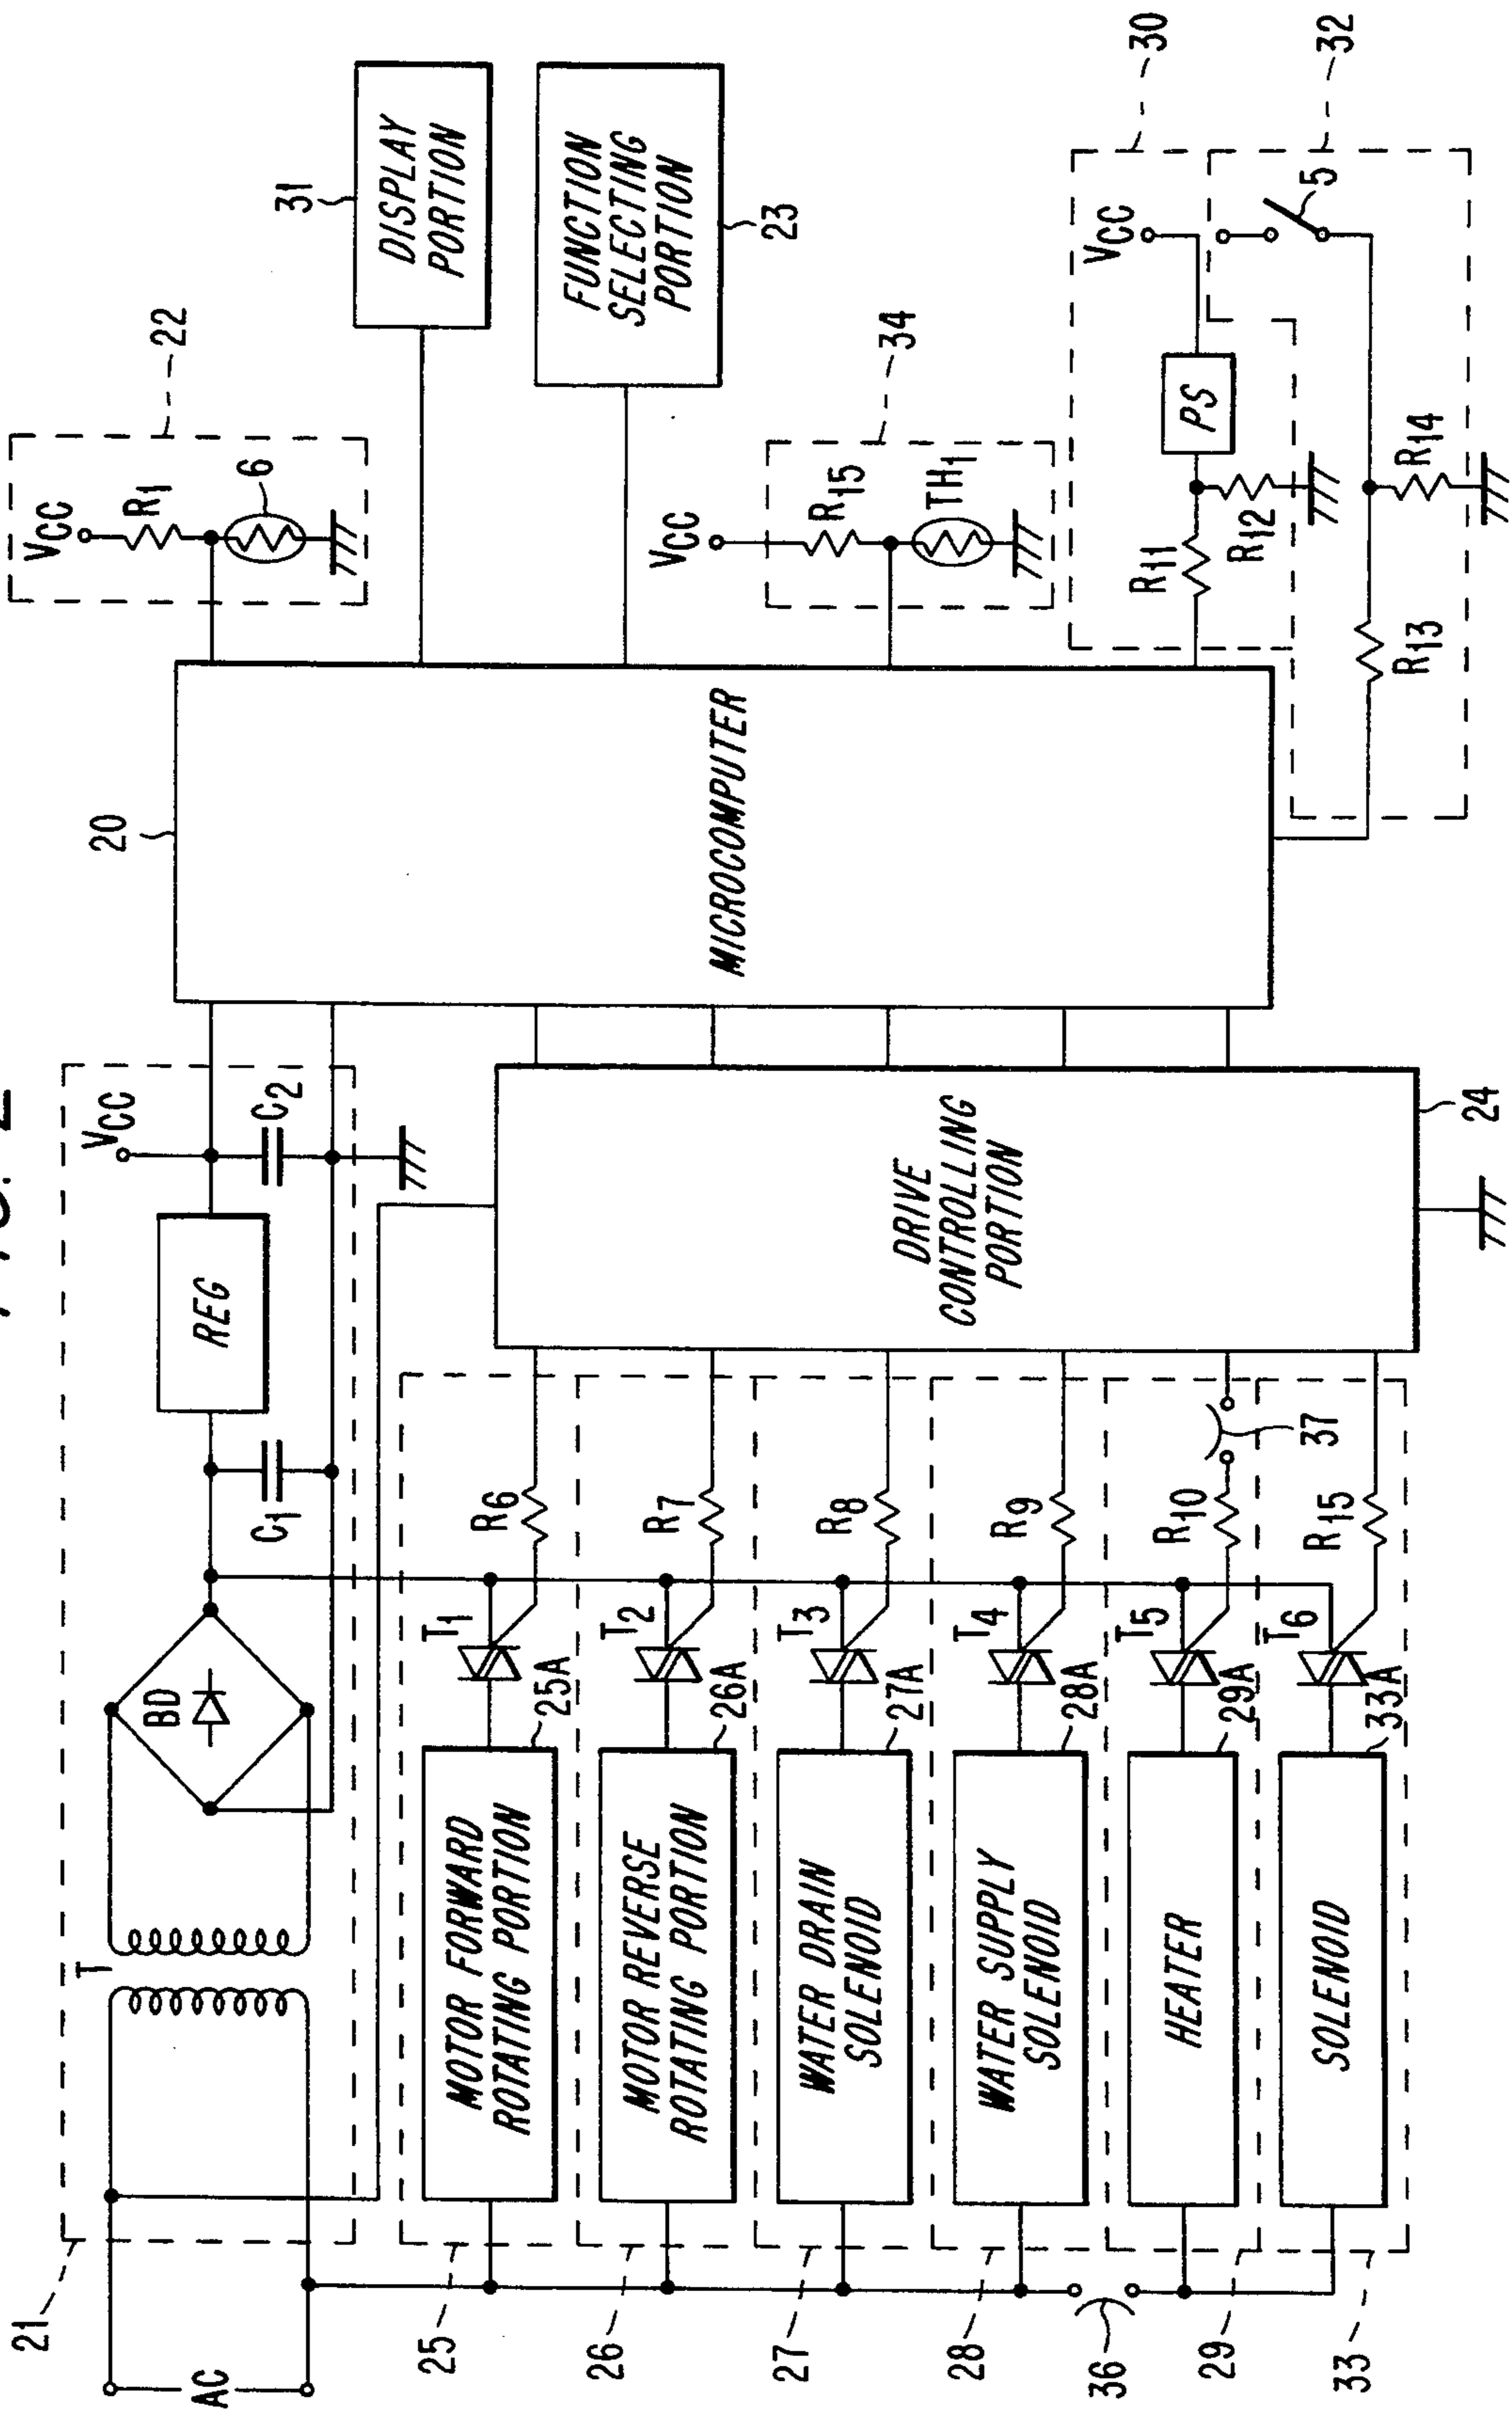 FIG. 2
AC
21
T
BD
C1
REG
VCC
C2
20
MICROCOMPUTER
22
VCC
R1
6
31
DISPLAY
PORTION
FUNCTION
SELECTING
PORTION
23
34
VCC
R15
TH1
30
VCC
PS
R11
R12
32
5
R13
R14
DRIVE
CONTROLLING
PORTION
24
25
MOTOR FORWARD
ROTATING PORTION
25A
T1
R6
26
MOTOR REVERSE
ROTATING PORTION
26A
T2
R7
27
WATER DRAIN
SOLENOID
27A
T3
R8
28
WATER SUPPLY
SOLENOID
28A
T4
R9
36
29
HEATER
29A
T5
R10
37
33
SOLENOID
33A
T6
R15